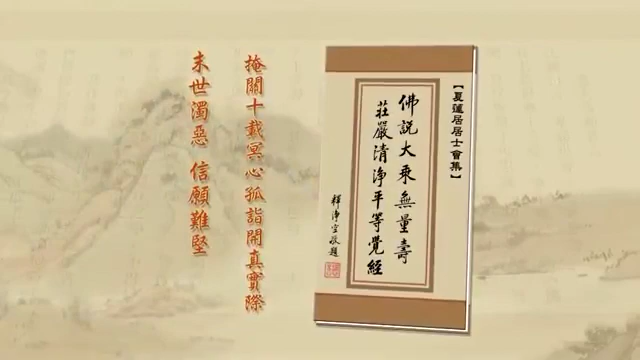 【夏蓮居居士會集】
佛說大乘無量壽
莊嚴清淨平等覺經
釋淨空敬題
掩關十載冥心孤詣開真實際
末世濁惡 信願難堅